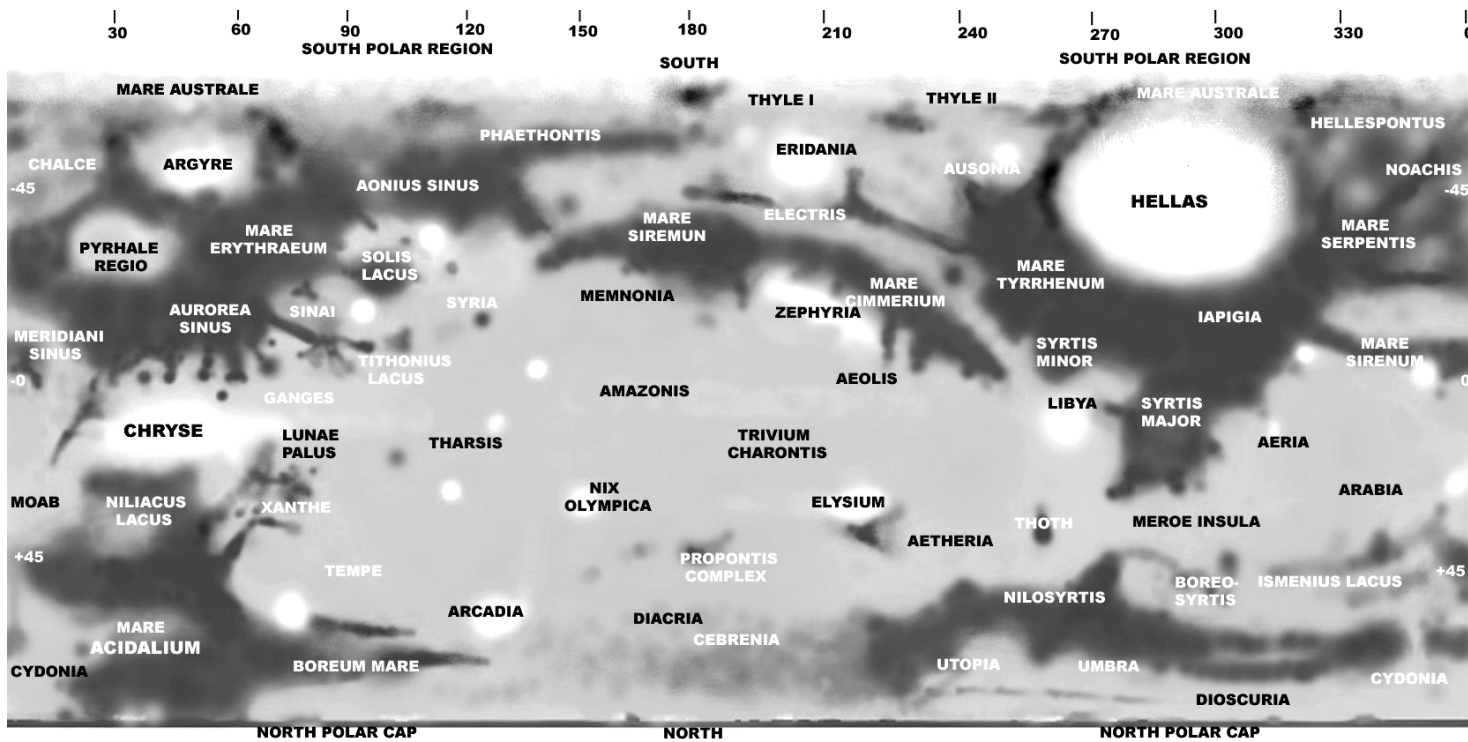 30 60 90 120 150 180 210 240 270 300 330 0
SOUTH POLAR REGION
SOUTH
SOUTH POLAR REGION
MARE AUSTRALE
THYLE I
THYLE II
MARE AUSTRALE
PHAETHONTIS
HELLESPONTUS
CHALCE
ARGYRE
ERIDANIA
AUSONIA
NOACHIS
-45
AONIUS SINUS
-45
HELLAS
ELECTRIS
PYRHALE
REGIO
MARE
ERYTHRAEUM
SOLIS
LACUS
MARE
SIREMUN
MARE
SERPENTIS
MARE
TYRRHENUM
MEMNONIA
MARE
CIMMERIUM
SYRIA
SINAI
AUROREA
SINUS
ZEPHYRIA
IAPIGIA
MERIDIANI
SINUS
TITHONIUS
LACUS
SYRTIS
MINOR
MARE
SIRENUM
-0
AEOLIS
0
AMAZONIS
GANGES
LIBYA
SYRTIS
MAJOR
CHRYSE
LUNAE
PALUS
THARSIS
TRIVIUM
CHARONTIS
AERIA
MOAB
NILIACUS
LACUS
XANTHE
NIX
OLYMPICA
ELYSIUM
ARABIA
THOTH
MEROE INSULA
AETHERIA
+45
TEMPE
PROPONTIS
COMPLEX
BOREO-
SYRTIS
ISMENIUS LACUS
+45
NILOSYRTIS
ARCADIA
DIACRIA
CEBRENIA
MARE
ACIDALIUM
CYDONIA
BOREUM MARE
UTOPIA
UMBRA
CYDONIA
DIOSCURIA
NORTH POLAR CAP
NORTH
NORTH POLAR CAP